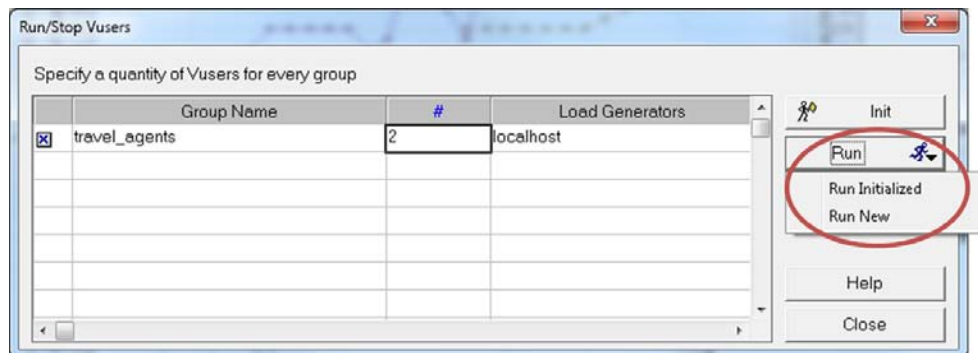 Run/Stop Vusers
Specify a quantity of Vusers for every group
Group Name # Load Generators
travel_agents 2 localhost
Init
Run
Run Initialized
Run New
Help
Close